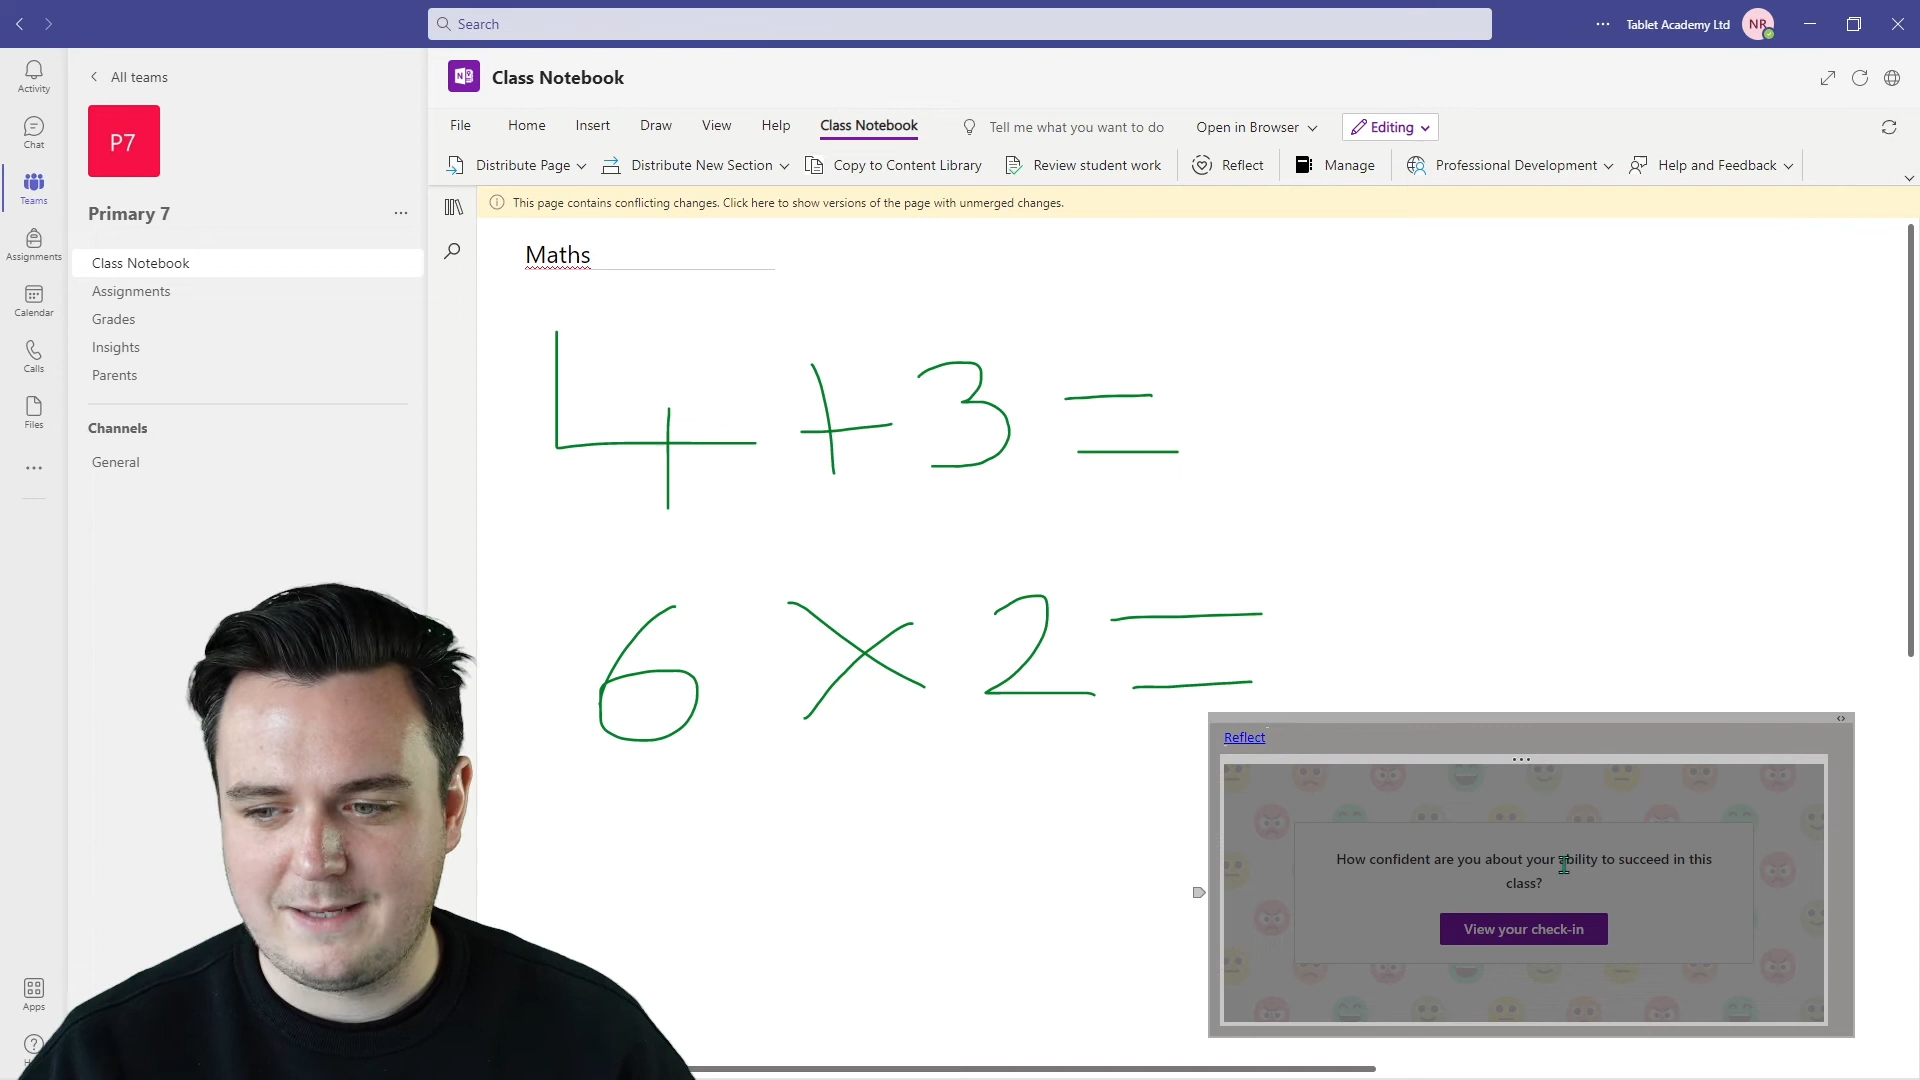 Search
Tablet Academy Ltd
NR
Activity
Chat
Teams
Assignments
Calendar
Calls
Files
Apps
All teams
P7
Primary 7
Class Notebook
Assignments
Grades
Insights
Parents
Channels
General
Class Notebook
File Home Insert Draw View Help Class Notebook Tell me what you want to do Open in Browser Editing
Distribute Page Distribute New Section Copy to Content Library Review student work Reflect Manage Professional Development Help and Feedback
This page contains conflicting changes. Click here to show versions of the page with unmerged changes.
Maths
4 + 3 =
6 × 2 =
Reflect
How confident are you about your ability to succeed in this
class?
View your check-in